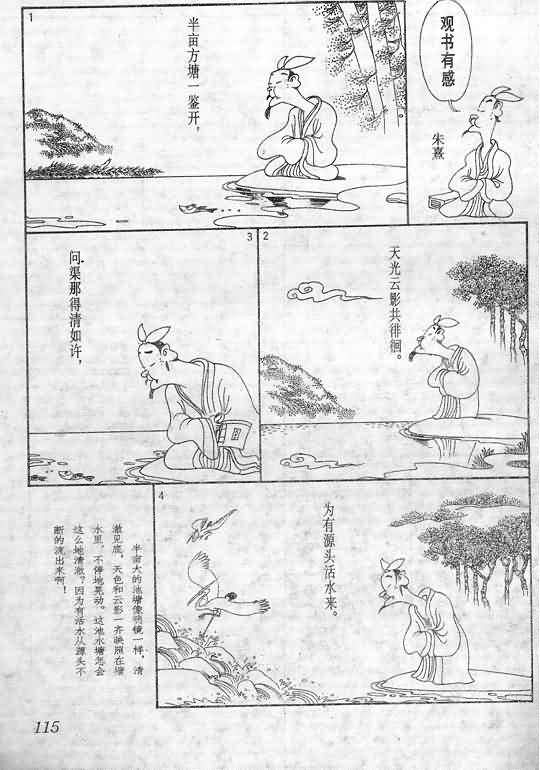 观书有感
朱熹
1
半亩方塘一鉴开，
2
天光云影共徘徊。
3
问渠那得清如许，
4
为有源头活水来。
半亩大的池塘像明镜一样，清
澈见底，天色和云影一齐映照在塘
水里，不停地晃动。这池水塘怎会
这么地清澈？因为有活水从源头不
断的流出来啊！
115